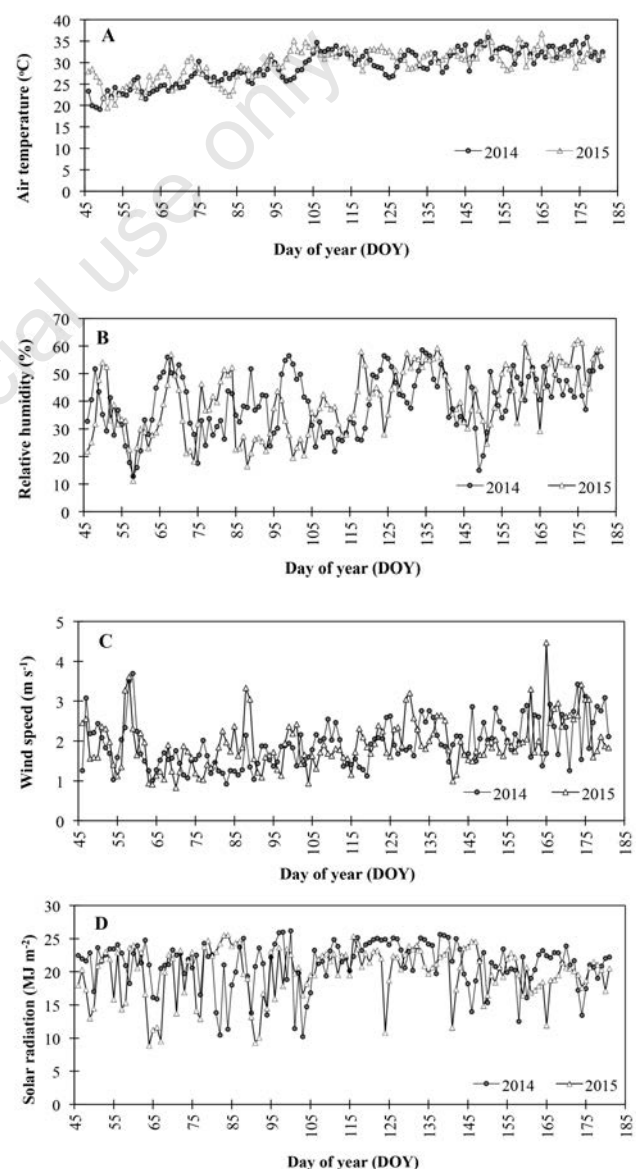 A
40
35
30
25
20
15
10
5
0
Air temperature (°C)
2014 2015
45 55 65 75 85 95 105 115 125 135 145 155 165 175 185
Day of year (DOY)
B
70
60
50
40
30
20
10
0
Relative humidity (%)
2014 2015
45 55 65 75 85 95 105 115 125 135 145 155 165 175 185
Day of year (DOY)
C
5
4
3
2
1
0
Wind speed (m s⁻¹)
2014 2015
45 55 65 75 85 95 105 115 125 135 145 155 165 175 185
Day of year (DOY)
D
30
25
20
15
10
5
0
Solar radiation (MJ m⁻²)
2014 2015
45 55 65 75 85 95 105 115 125 135 145 155 165 175 185
Day of year (DOY)
use only